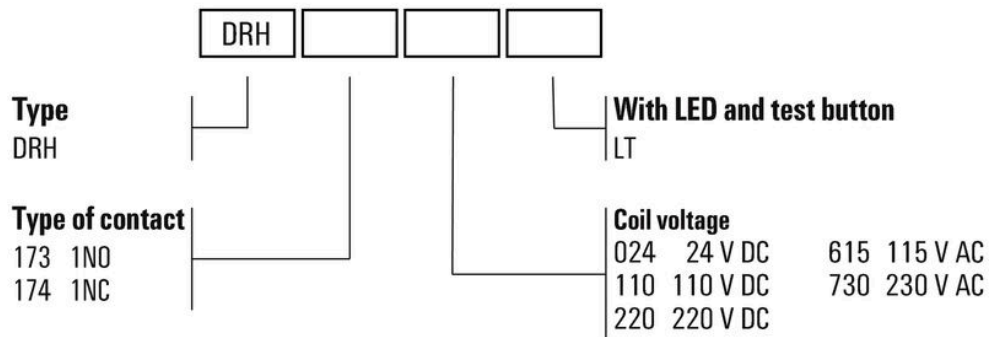 DRH
Type
DRH
With LED and test button
LT
Type of contact
173 1NO
174 1NC
Coil voltage
024 24 V DC 615 115 V AC
110 110 V DC 730 230 V AC
220 220 V DC